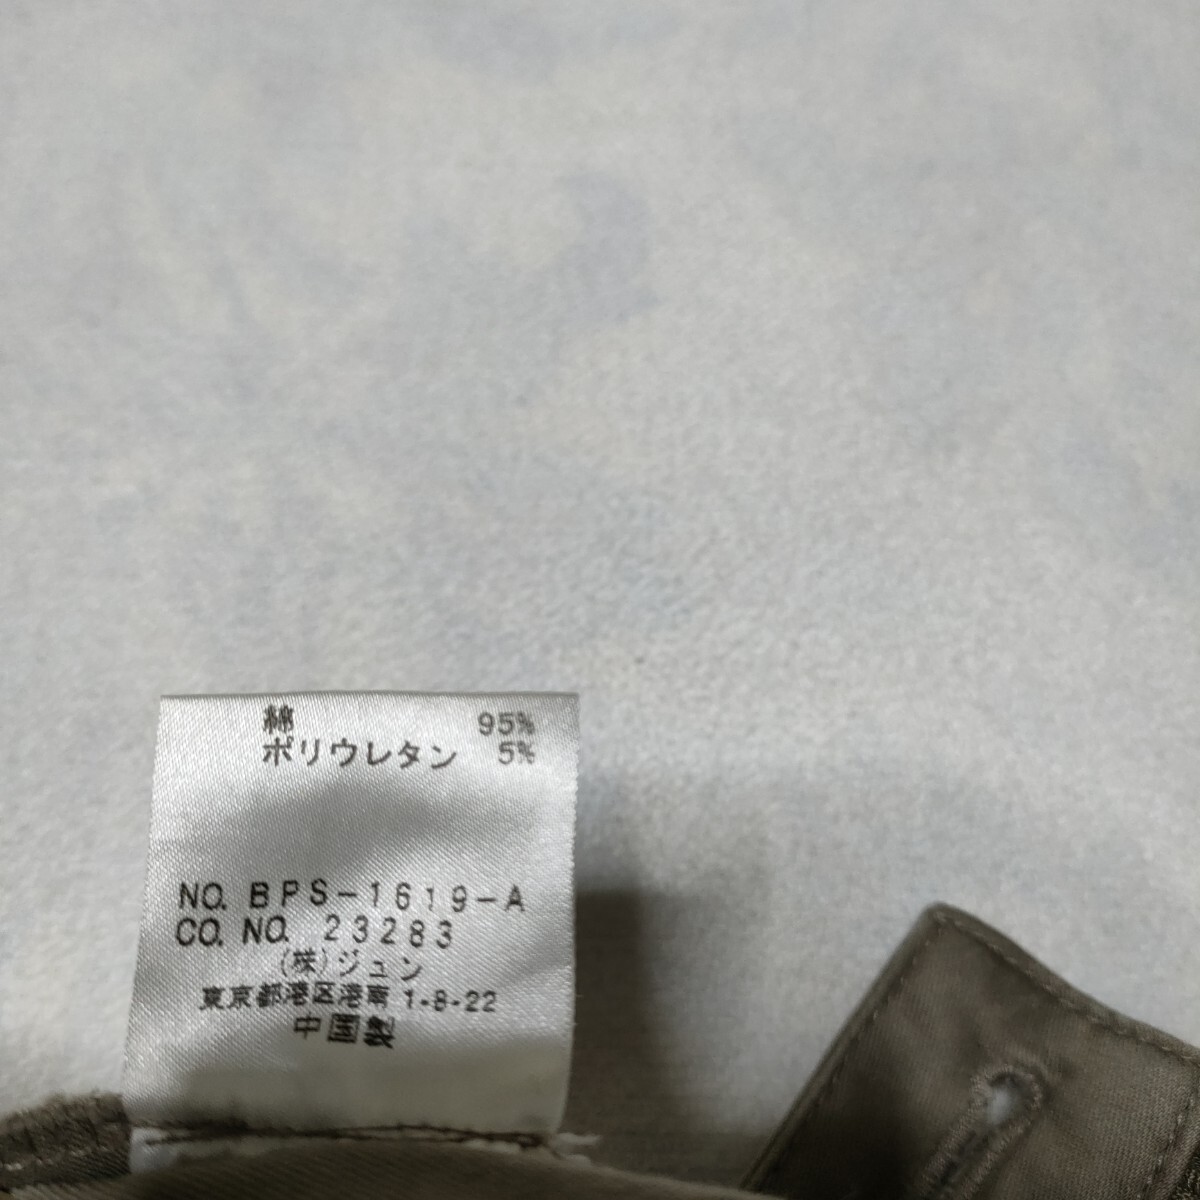 綿 95%
ポリウレタン 5%
NO. BPS-1619-A
CO. NO. 23283
(株)ジュン
東京都港区港南 1-8-22
中国製